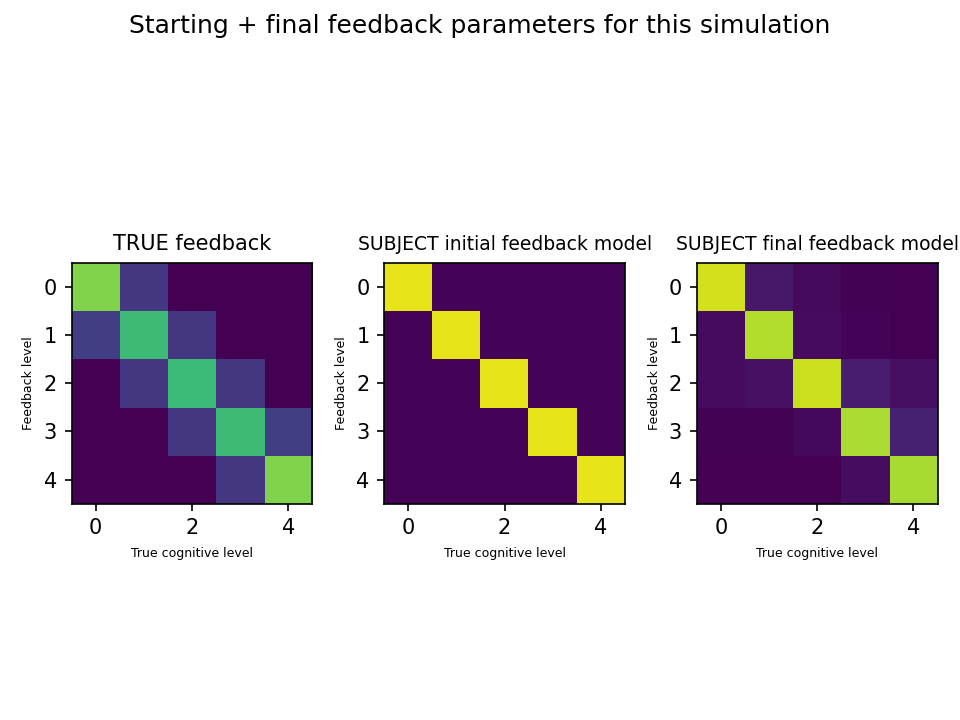 Starting + final feedback parameters for this simulation
TRUE feedback
0
1
2
3
4
Feedback level
0 2 4
True cognitive level
SUBJECT initial feedback model
0
1
2
3
4
Feedback level
0 2 4
True cognitive level
SUBJECT final feedback model
0
1
2
3
4
Feedback level
0 2 4
True cognitive level